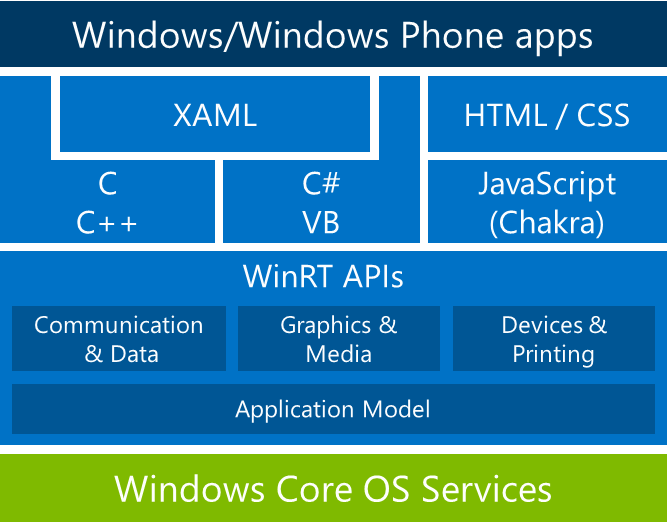 Windows/Windows Phone apps
XAML
HTML / CSS
C
C++
C#
VB
JavaScript
(Chakra)
WinRT APIs
Communication
& Data
Graphics &
Media
Devices &
Printing
Application Model
Windows Core OS Services